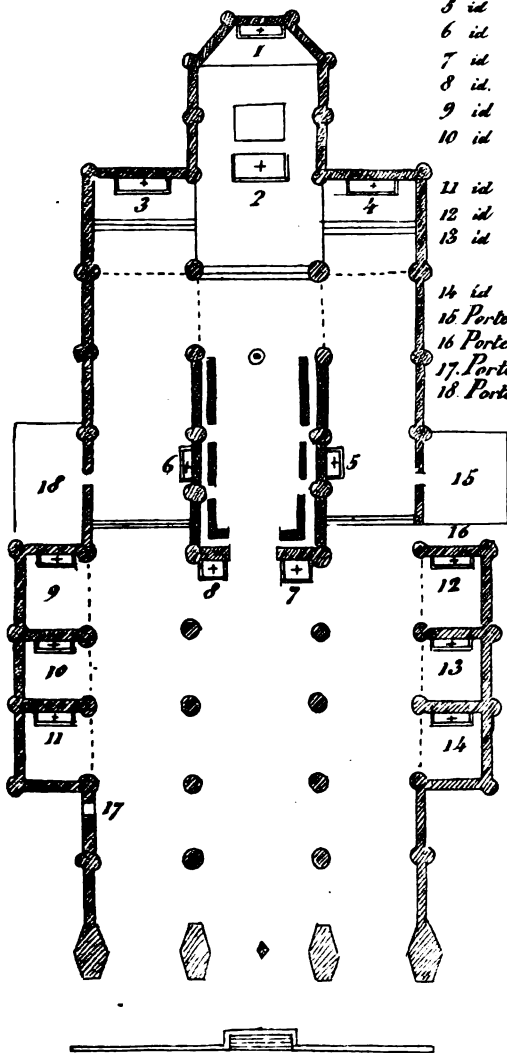 5 id
6 id
7 id
8 id.
9 id
10 id
11 id
12 id
13 id
14 id
15. Porte
16 Porte
17. Porte
18. Porte
1
2
3
4
6
5
18
15
16
8
7
9
12
10
13
11
14
17